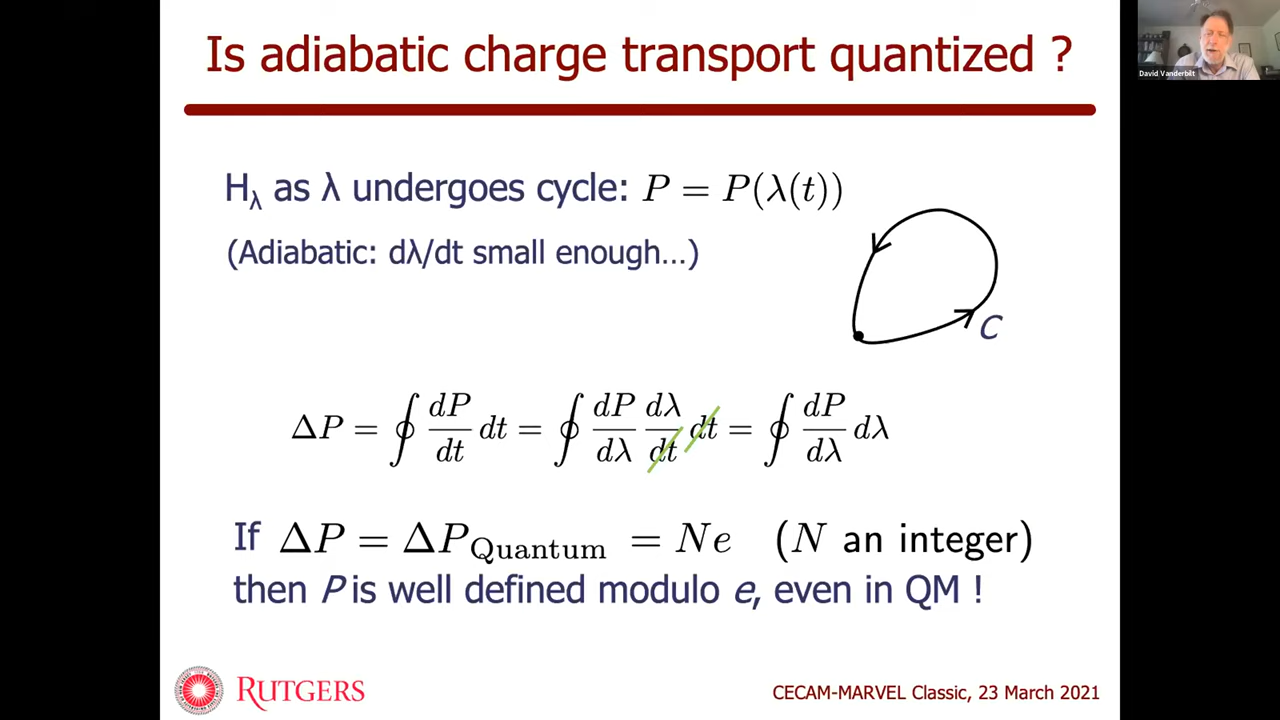 Is adiabatic charge transport quantized ?
David Vanderbilt
Hλ as λ undergoes cycle: P = P(λ(t))
(Adiabatic: dλ/dt small enough...)
C
ΔP = ∮ dP/dt dt = ∮ dP/dλ dλ/dt dt = ∮ dP/dλ dλ
If ΔP = ΔP_Quantum = Ne (N an integer)
then P is well defined modulo e, even in QM !
RUTGERS
CECAM-MARVEL Classic, 23 March 2021